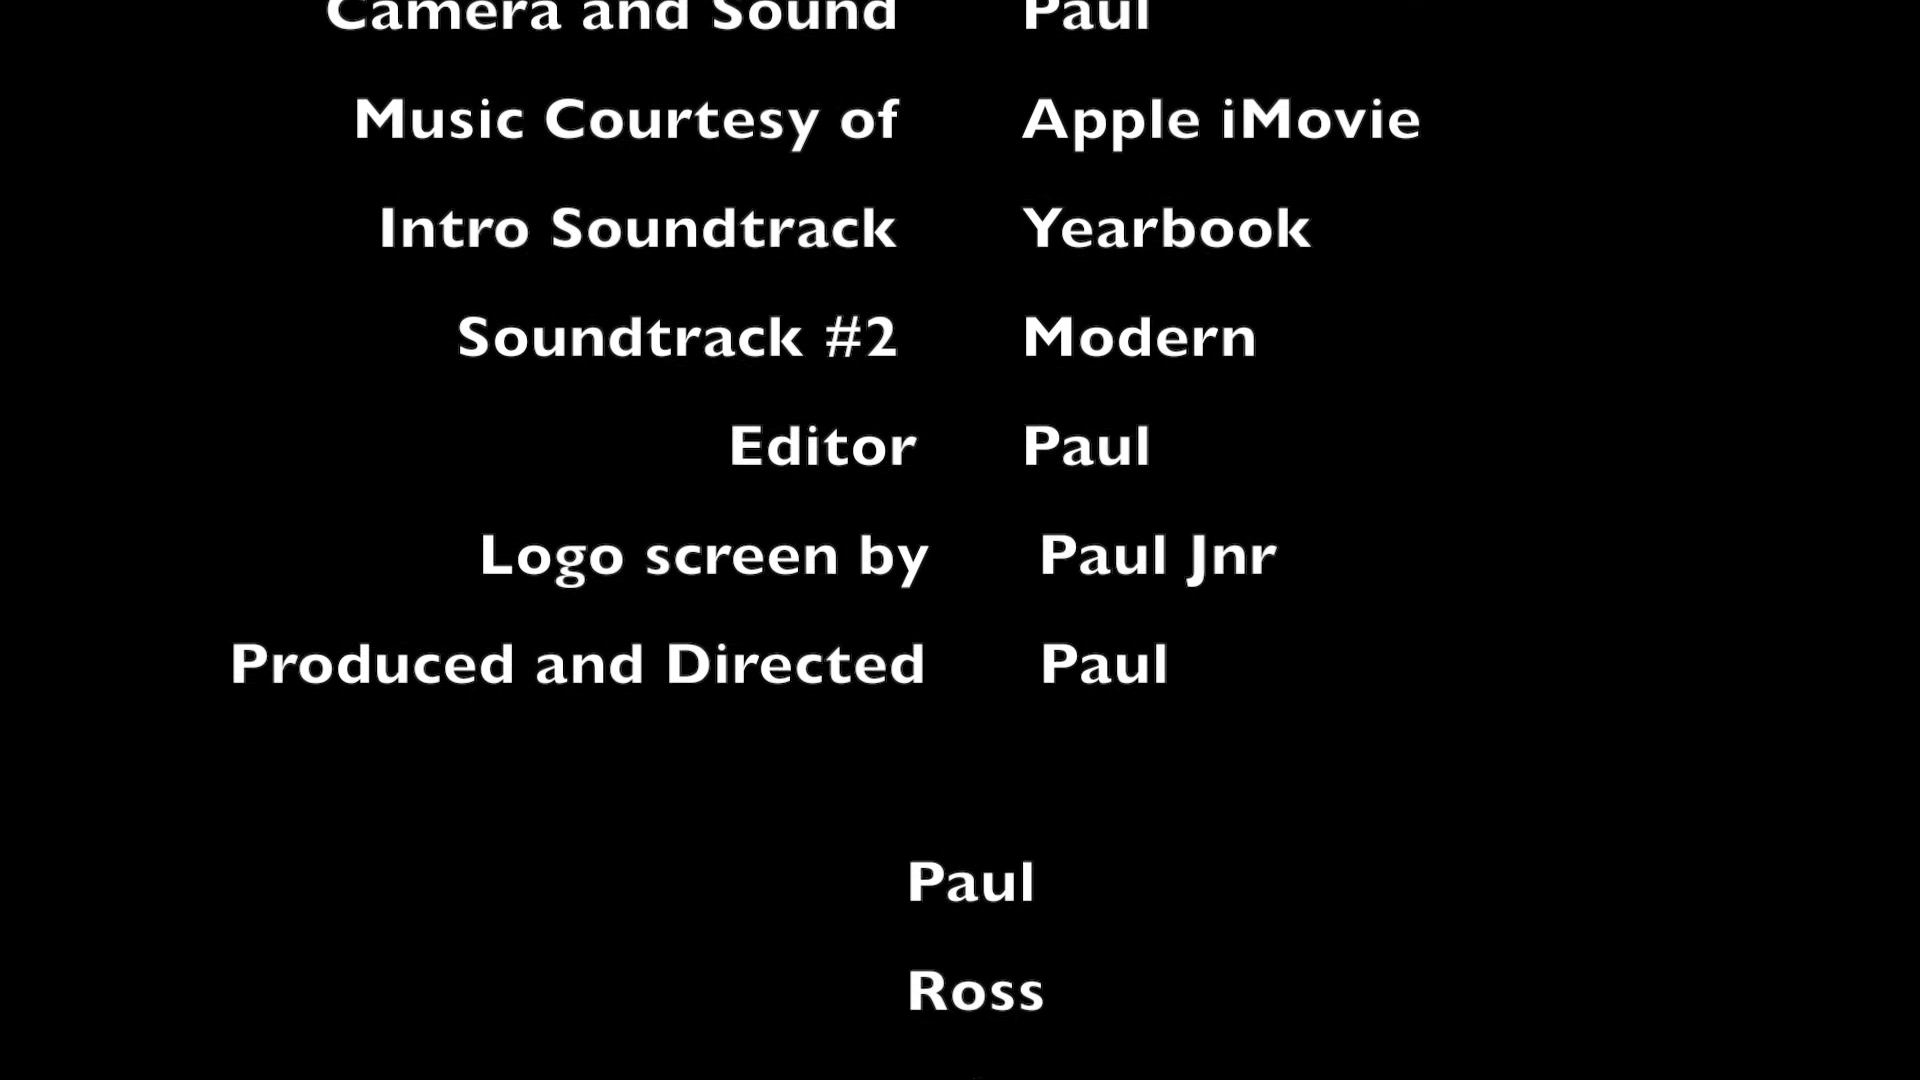 Camera and Sound Paul
Music Courtesy of Apple iMovie
Intro Soundtrack Yearbook
Soundtrack #2 Modern
Editor Paul
Logo screen by Paul Jnr
Produced and Directed Paul
Paul
Ross